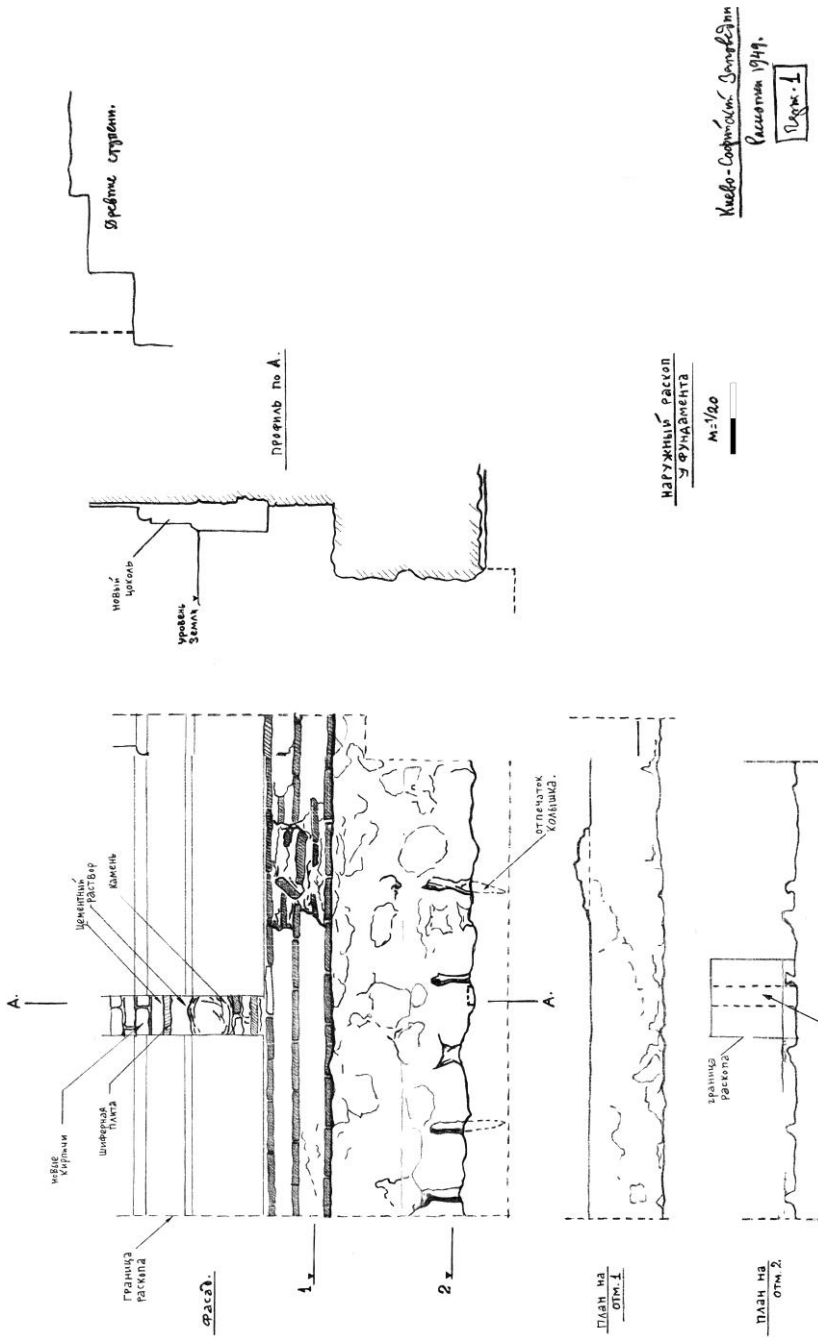 Древние ступени.
Киево-Софийский Заповедник
Раскопки 1949.
Черт. 1
ПРОФИЛЬ ПО А.
НАРУЖНЫЙ РАСКОП
У ФУНДАМЕНТА
М=1/20
НОВЫЙ
ЦОКОЛЬ
УРОВЕНЬ
ЗЕМЛИ
А.
ЦЕМЕНТНЫЙ
РАСТВОР
КАМЕНЬ
НОВЫЕ
КИРПИЧИ
ШИФЕРНАЯ
ПЛИТА
ГРАНИЦА
РАСКОПА
ФАСАД.
1
2
А.
ОТПЕЧАТОК
КОЛЫШКА.
ПЛАН НА
ОТМ. 1
ГРАНИЦА
РАСКОПА
ПЛАН НА
ОТМ. 2.